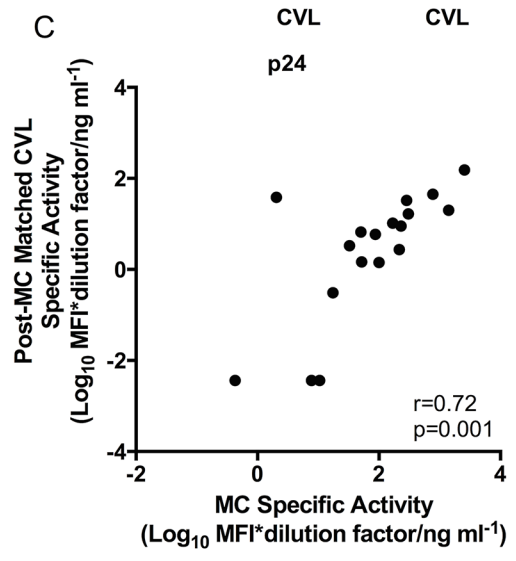 C
CVL CVL
p24
Post-MC Matched CVL
Specific Activity
(Log10 MFI*dilution factor/ng ml-1)
4
2
0
-2
-4
r=0.72
p=0.001
-2 0 2 4
MC Specific Activity
(Log10 MFI*dilution factor/ng ml-1)